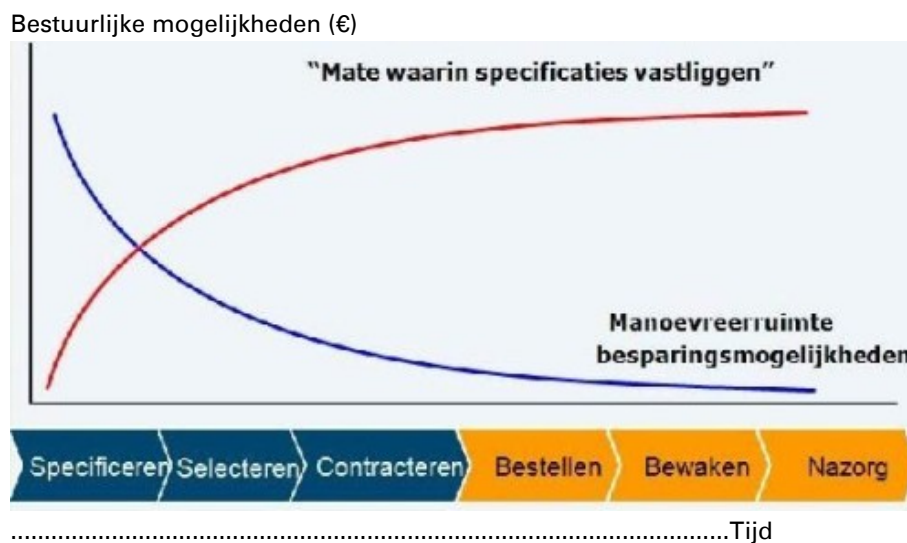 Bestuurlijke mogelijkheden (€)
“Mate waarin specificaties vastliggen”
Manoevreerruimte
besparingsmogelijkheden
Specificeren Selecteren Contracteren Bestellen Bewaken Nazorg
..........................................................................................................Tijd